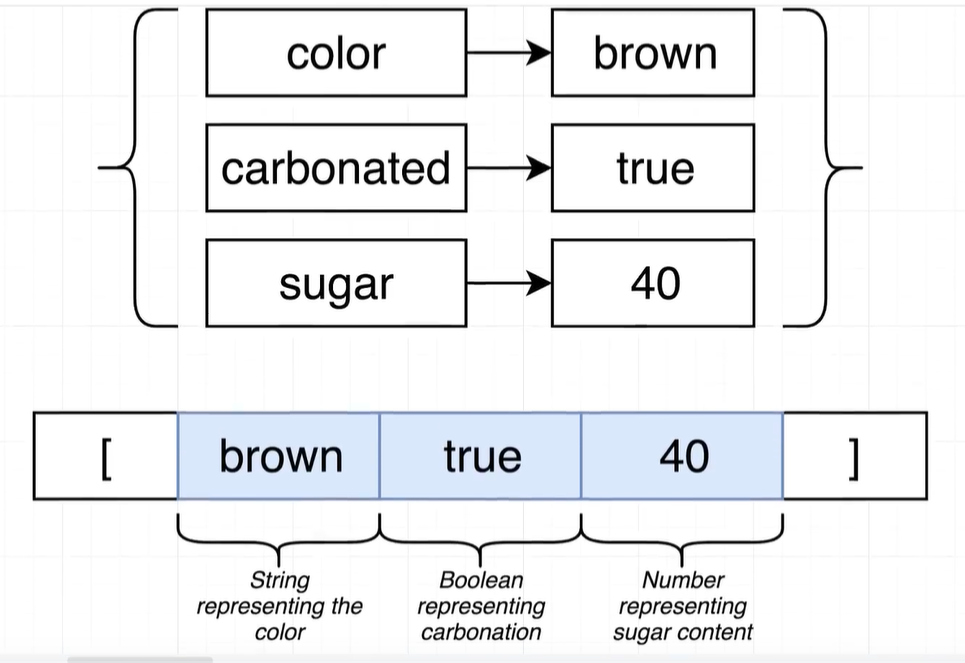 color brown
carbonated true
sugar 40
[ brown true 40 ]
String
representing the
color
Boolean
representing
carbonation
Number
representing
sugar content